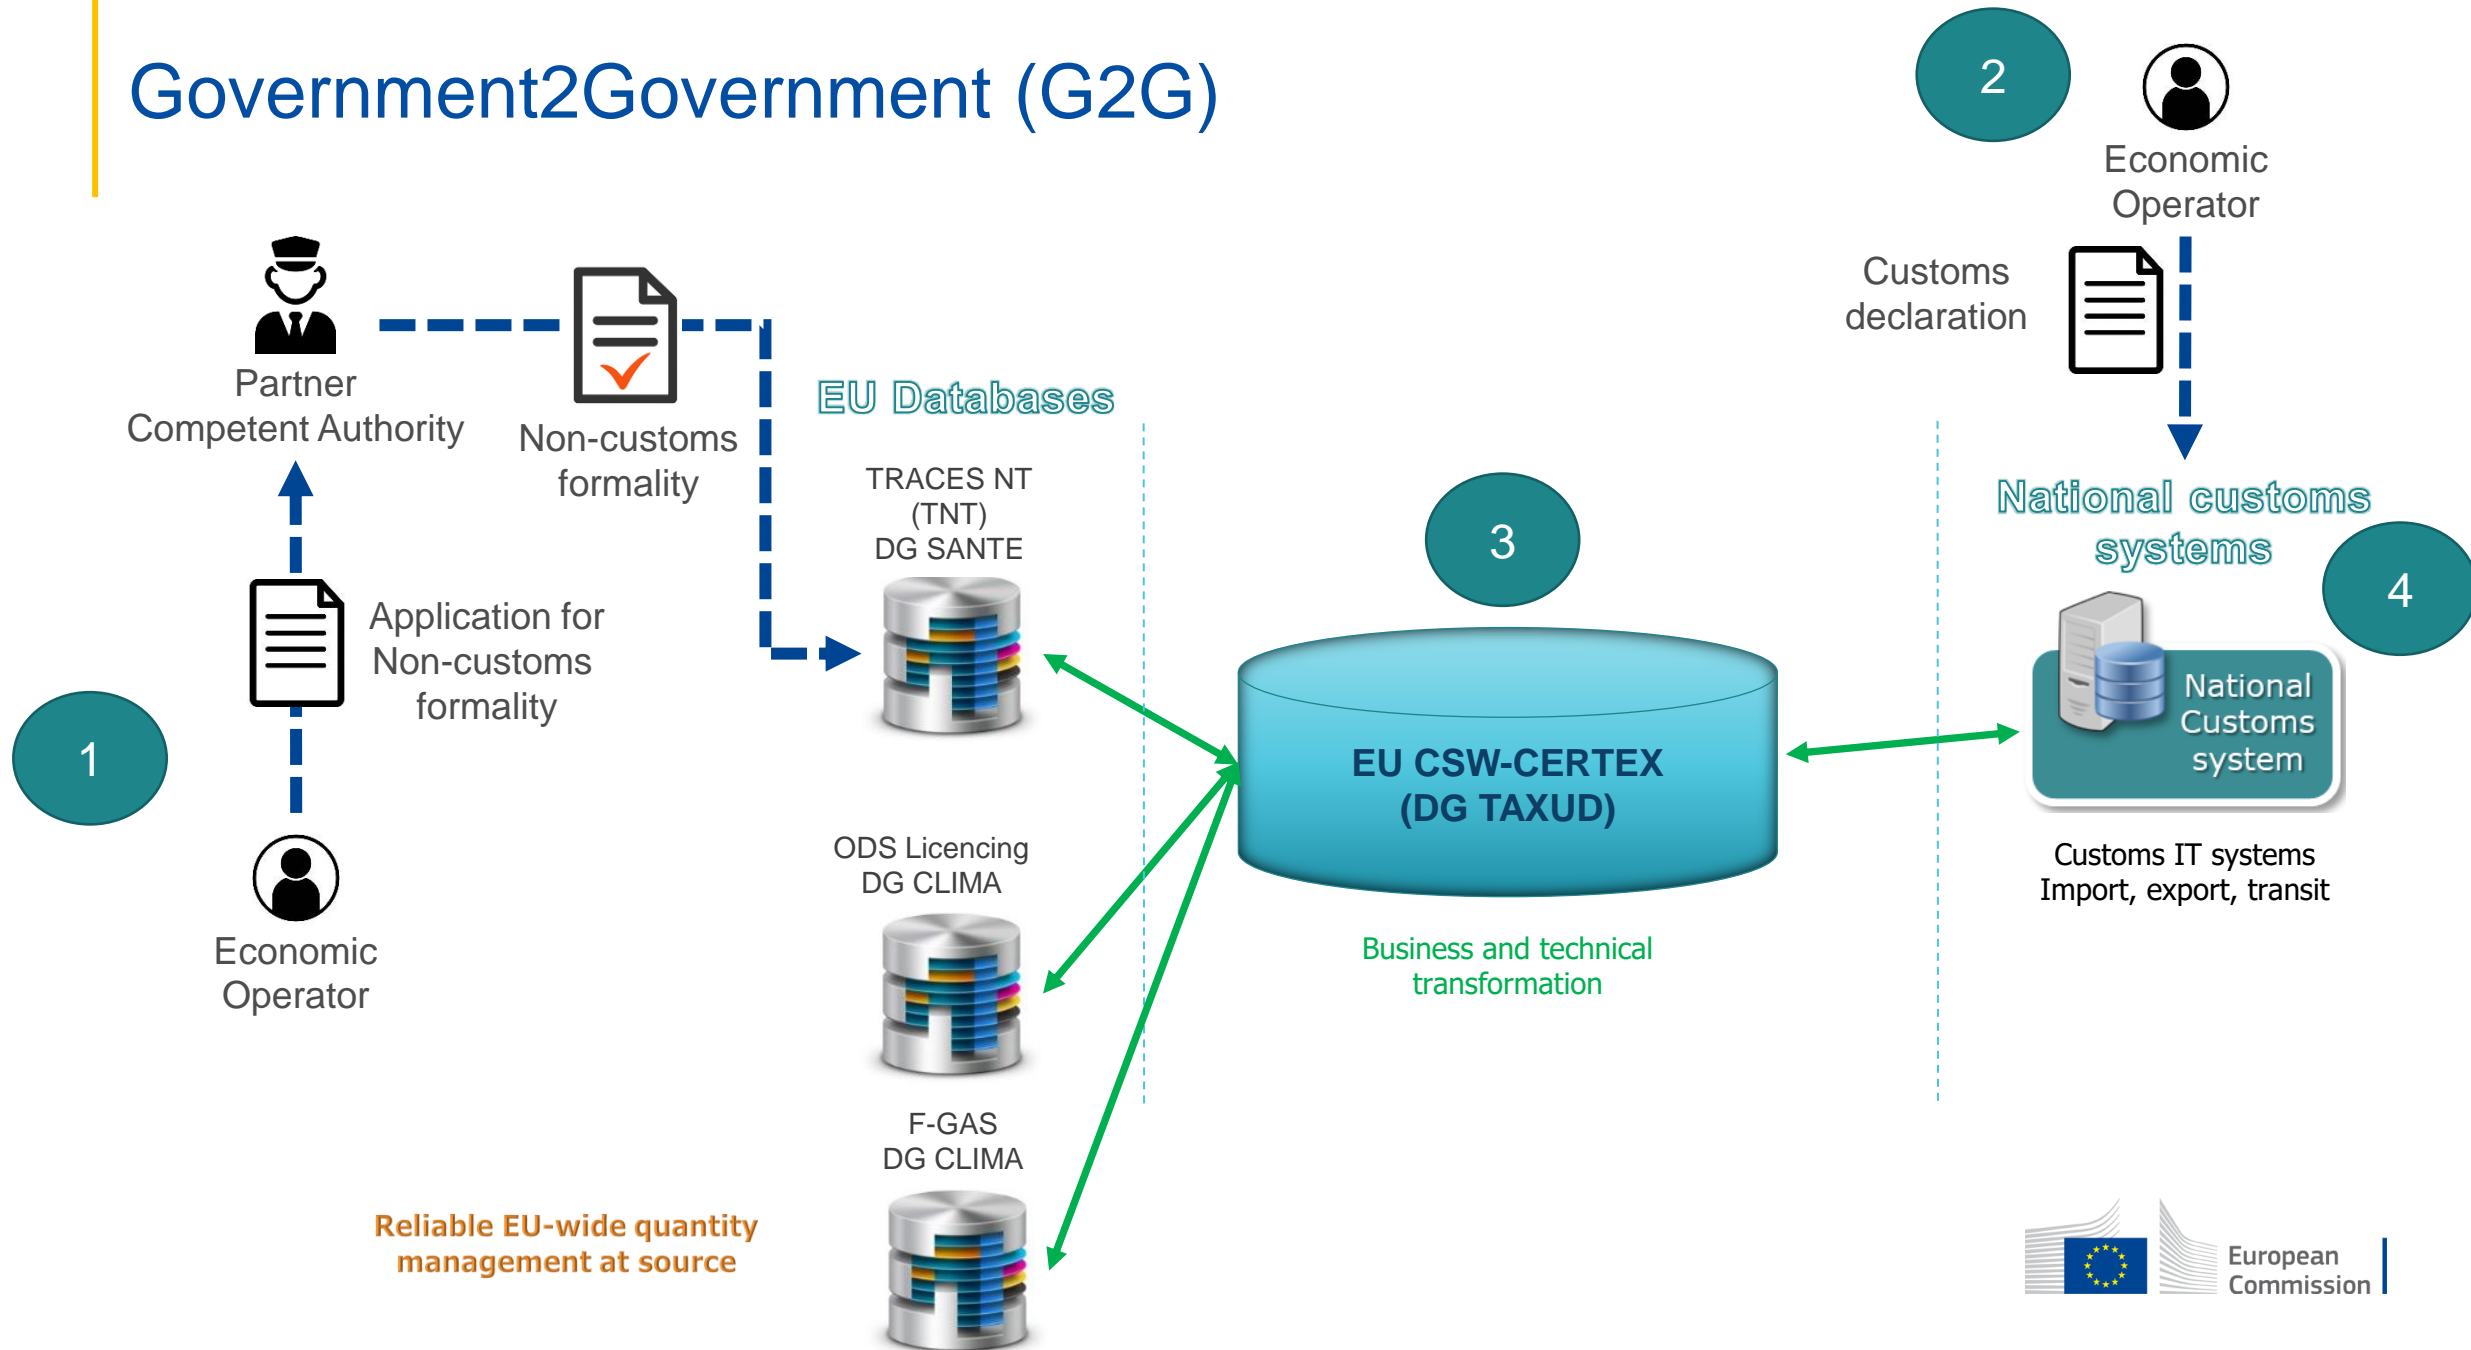 Government2Government (G2G)
2
Economic
Operator
Customs
declaration
Partner
Competent Authority
Non-customs
formality
EU Databases
TRACES NT
(TNT)
DG SANTE
3
National customs
systems
4
Application for
Non-customs
formality
1
National
Customs
system
EU CSW-CERTEX
(DG TAXUD)
Customs IT systems
Import, export, transit
ODS Licencing
DG CLIMA
Economic
Operator
Business and technical
transformation
F-GAS
DG CLIMA
Reliable EU-wide quantity
management at source
European
Commission